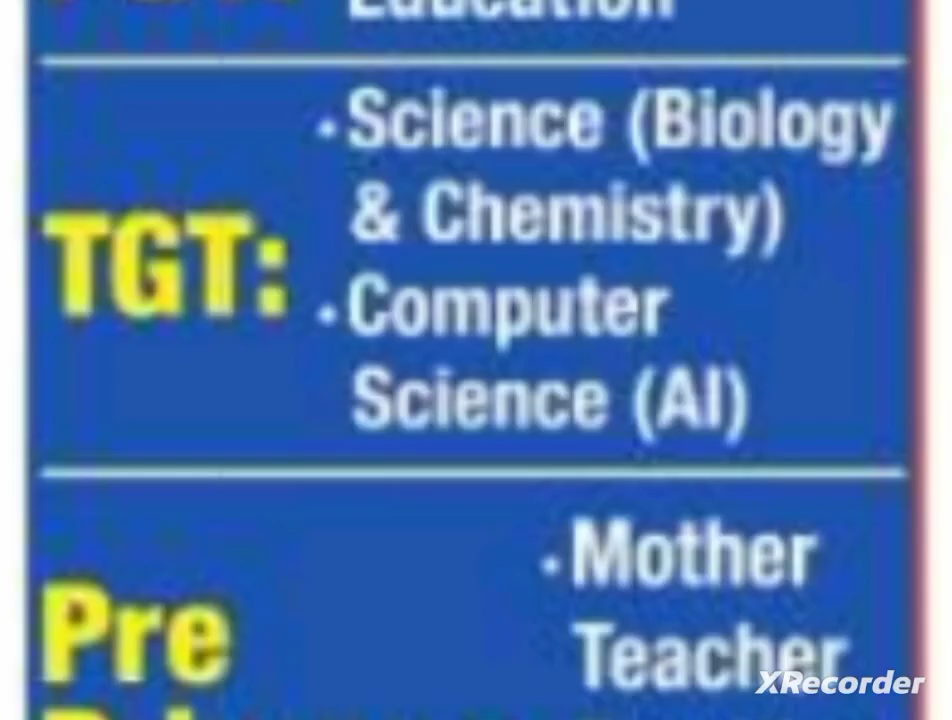 Education
• Science (Biology
& Chemistry)
TGT:
• Computer
Science (AI)
• Mother
Pre
Teacher
XRecorder